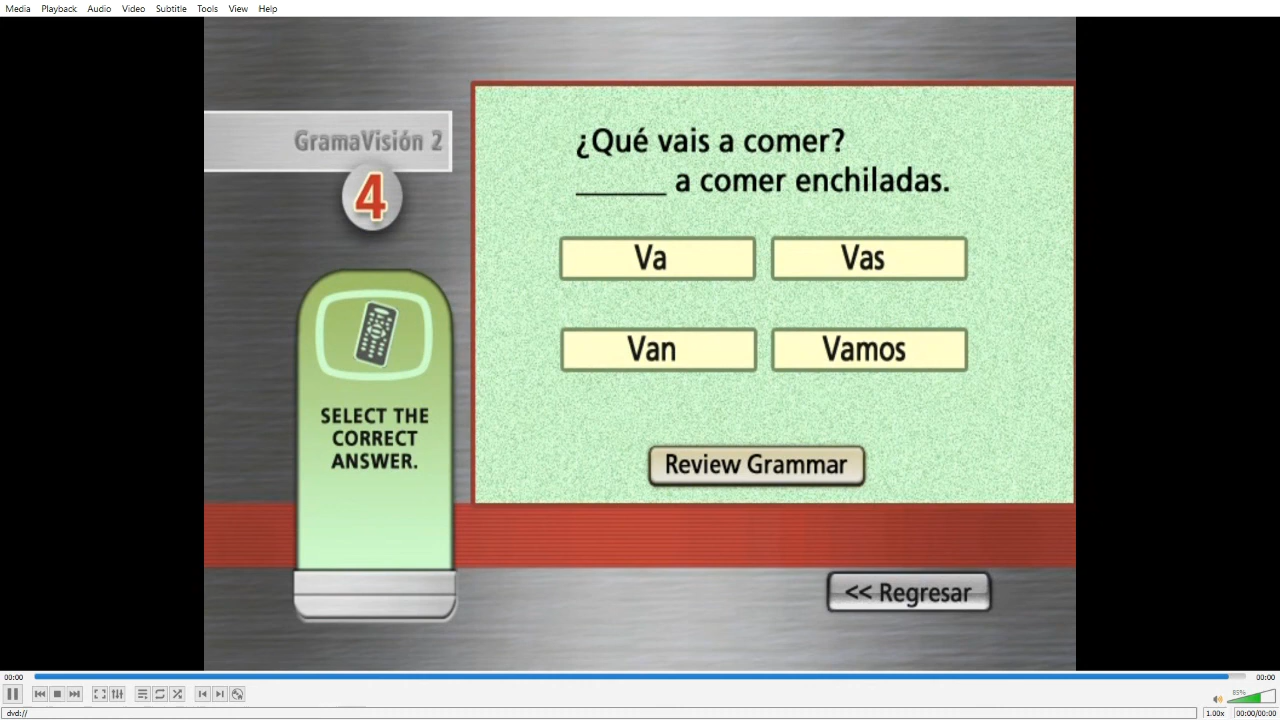 Media Playback Audio Video Subtitle Tools View Help
GramaVisión 2
4
¿Qué vais a comer?
______ a comer enchiladas.
Va Vas
Van Vamos
SELECT THE
CORRECT
ANSWER.
Review Grammar
<< Regresar
00:00 00:00
85%
dvd:// 1.00x 00:00/00:00